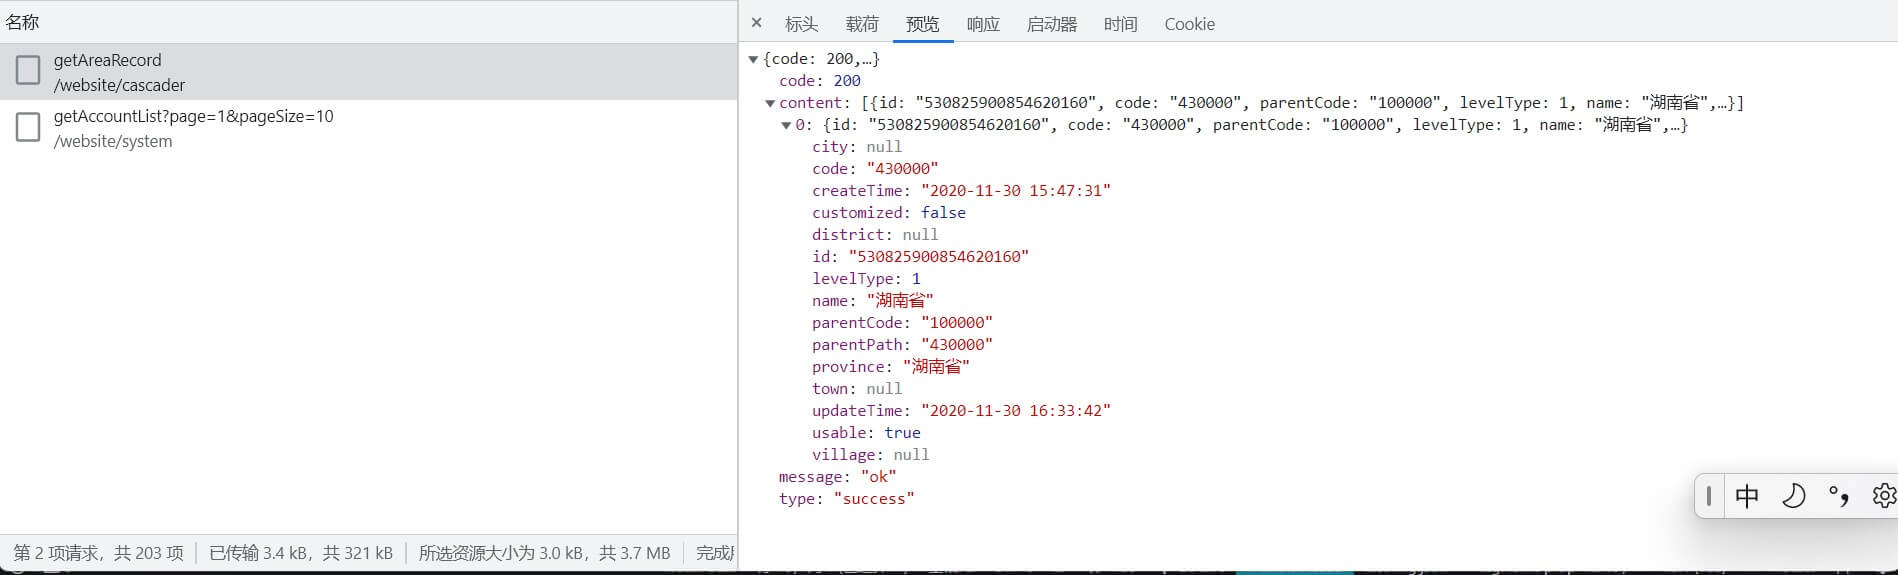 名称
getAreaRecord
/website/cascader
getAccountList?page=1&pageSize=10
/website/system
第 2 项请求，共 203 项 已传输 3.4 kB，共 321 kB 所选资源大小为 3.0 kB，共 3.7 MB
× 标头 载荷 预览 响应 启动器 时间 Cookie
▼{code: 200,…}
code: 200
▼content: [{id: "530825900854620160", code: "430000", parentCode: "100000", levelType: 1, name: "湖南省",…}]
▼0: {id: "530825900854620160", code: "430000", parentCode: "100000", levelType: 1, name: "湖南省",…}
city: null
code: "430000"
createTime: "2020-11-30 15:47:31"
customized: false
district: null
id: "530825900854620160"
levelType: 1
name: "湖南省"
parentCode: "100000"
parentPath: "430000"
province: "湖南省"
town: null
updateTime: "2020-11-30 16:33:42"
usable: true
village: null
message: "ok"
type: "success"
中